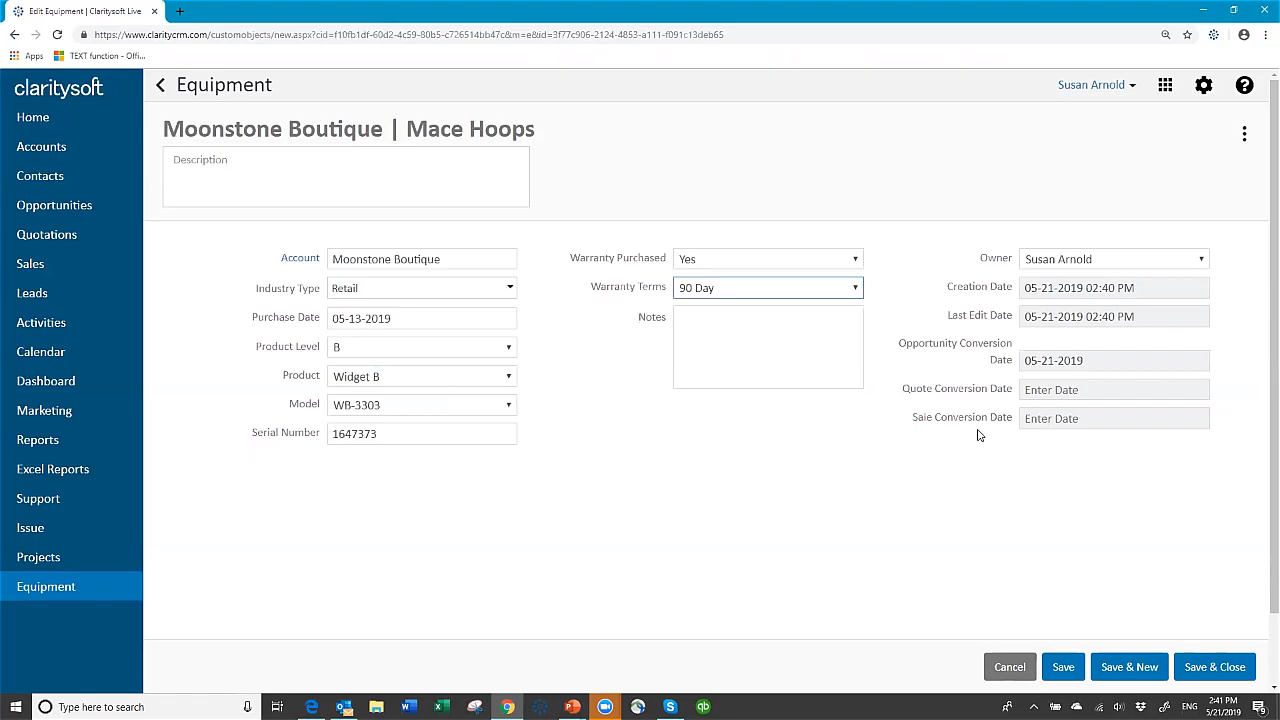 Edit Equipment | Claritysoft Live
https://www.claritycrm.com/customobjects/new.aspx?cid=f10fb1df-60d2-4c59-80b5-c726514bb47c&m=e&id=3f77c906-2124-4853-a111-f091c13deb65
Apps
TEXT function - Offi...
claritysoft
Equipment
Susan Arnold
Home
Accounts
Contacts
Opportunities
Quotations
Sales
Leads
Activities
Calendar
Dashboard
Marketing
Reports
Excel Reports
Support
Issue
Projects
Equipment
Moonstone Boutique | Mace Hoops
Description
Account
Moonstone Boutique
Industry Type
Retail
Purchase Date
05-13-2019
Product Level
B
Product
Widget B
Model
WB-3303
Serial Number
1647373
Warranty Purchased
Yes
Warranty Terms
90 Day
Notes
Owner
Susan Arnold
Creation Date
05-21-2019 02:40 PM
Last Edit Date
05-21-2019 02:40 PM
Opportunity Conversion
Date
05-21-2019
Quote Conversion Date
Enter Date
Sale Conversion Date
Enter Date
Cancel
Save
Save & New
Save & Close
Type here to search
ENG
2:41 PM
5/21/2019